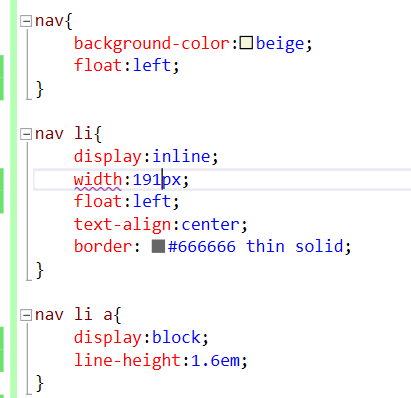 nav{
background-color:beige;
float:left;
}
nav li{
display:inline;
width:191px;
float:left;
text-align:center;
border: #666666 thin solid;
}
nav li a{
display:block;
line-height:1.6em;
}